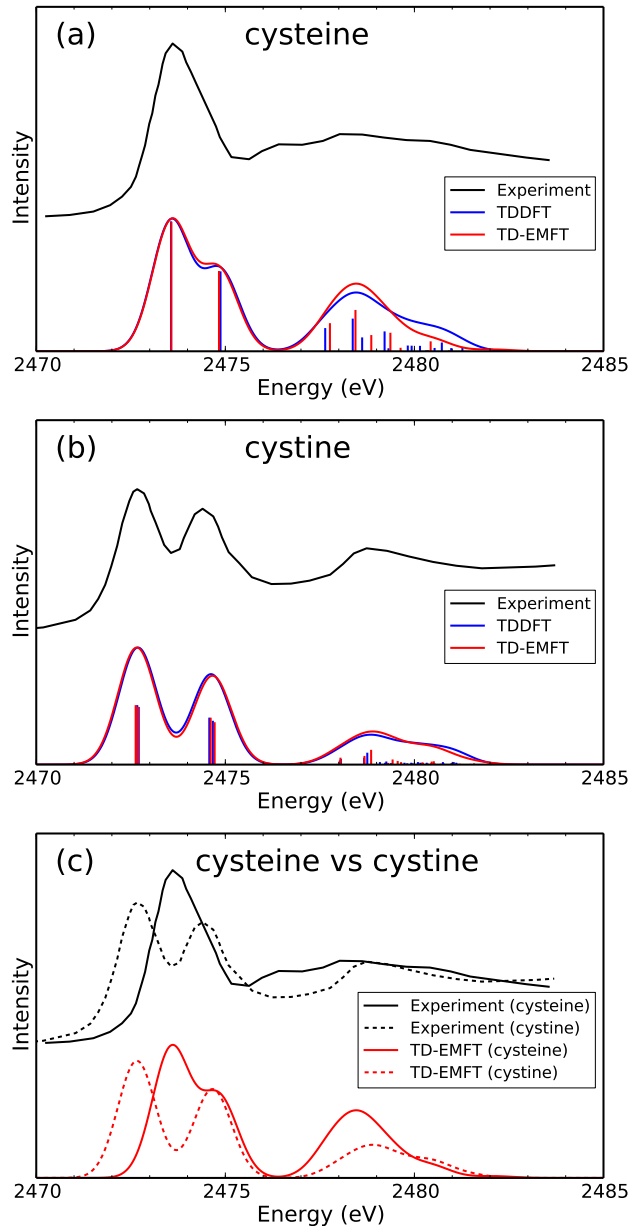 (a) cysteine
Intensity
Experiment
TDDFT
TD-EMFT
2470 2475 2480 2485
Energy (eV)
(b) cystine
Intensity
Experiment
TDDFT
TD-EMFT
2470 2475 2480 2485
Energy (eV)
(c) cysteine vs cystine
Intensity
Experiment (cysteine)
Experiment (cystine)
TD-EMFT (cysteine)
TD-EMFT (cystine)
2470 2475 2480 2485
Energy (eV)